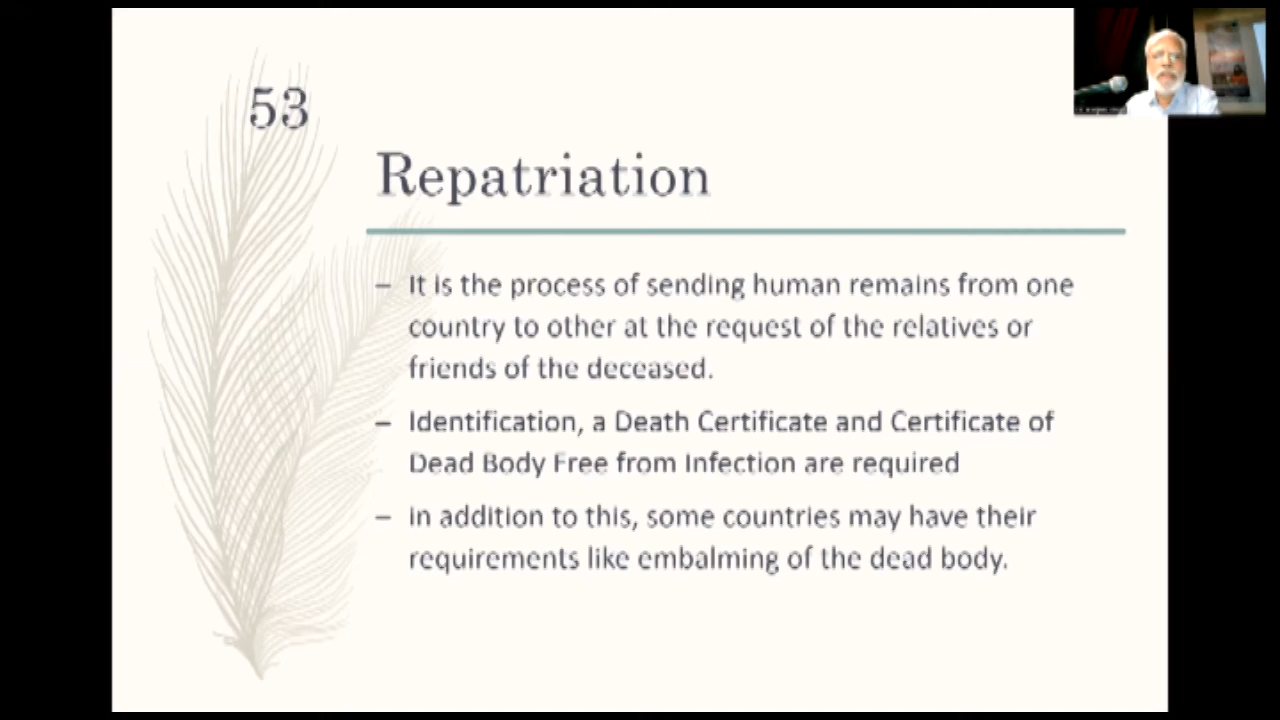 53
Repatriation
– It is the process of sending human remains from one
country to other at the request of the relatives or
friends of the deceased.
– Identification, a Death Certificate and Certificate of
Dead Body Free from Infection are required
– In addition to this, some countries may have their
requirements like embalming of the dead body.